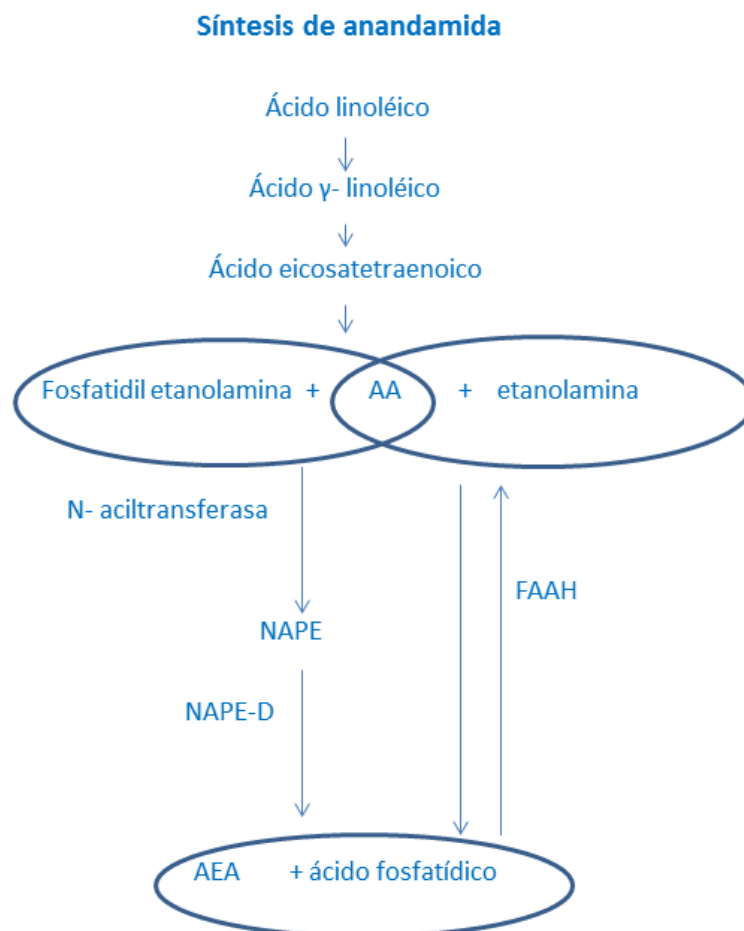 Síntesis de anandamida
Ácido linoléico
Ácido γ- linoléico
Ácido eicosatetraenoico
Fosfatidil etanolamina + AA + etanolamina
N- aciltransferasa
FAAH
NAPE
NAPE-D
AEA + ácido fosfatídico